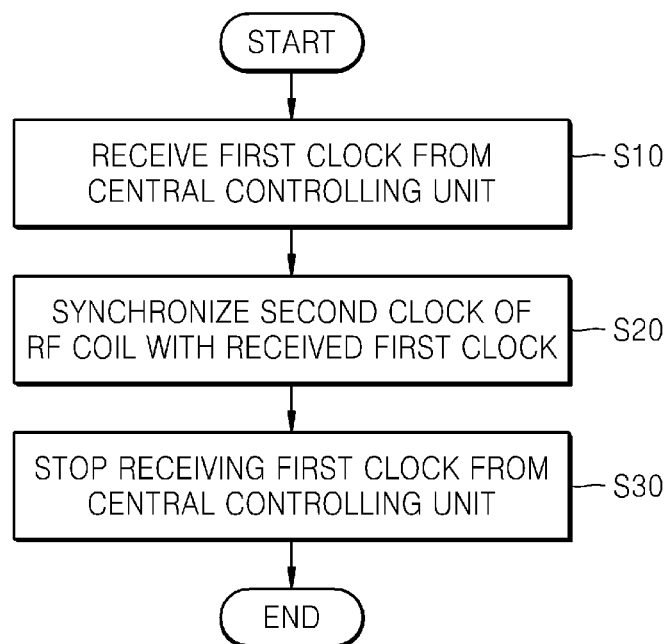 START
RECEIVE FIRST CLOCK FROM
CENTRAL CONTROLLING UNIT
S10
SYNCHRONIZE SECOND CLOCK OF
RF COIL WITH RECEIVED FIRST CLOCK
S20
STOP RECEIVING FIRST CLOCK FROM
CENTRAL CONTROLLING UNIT
S30
END